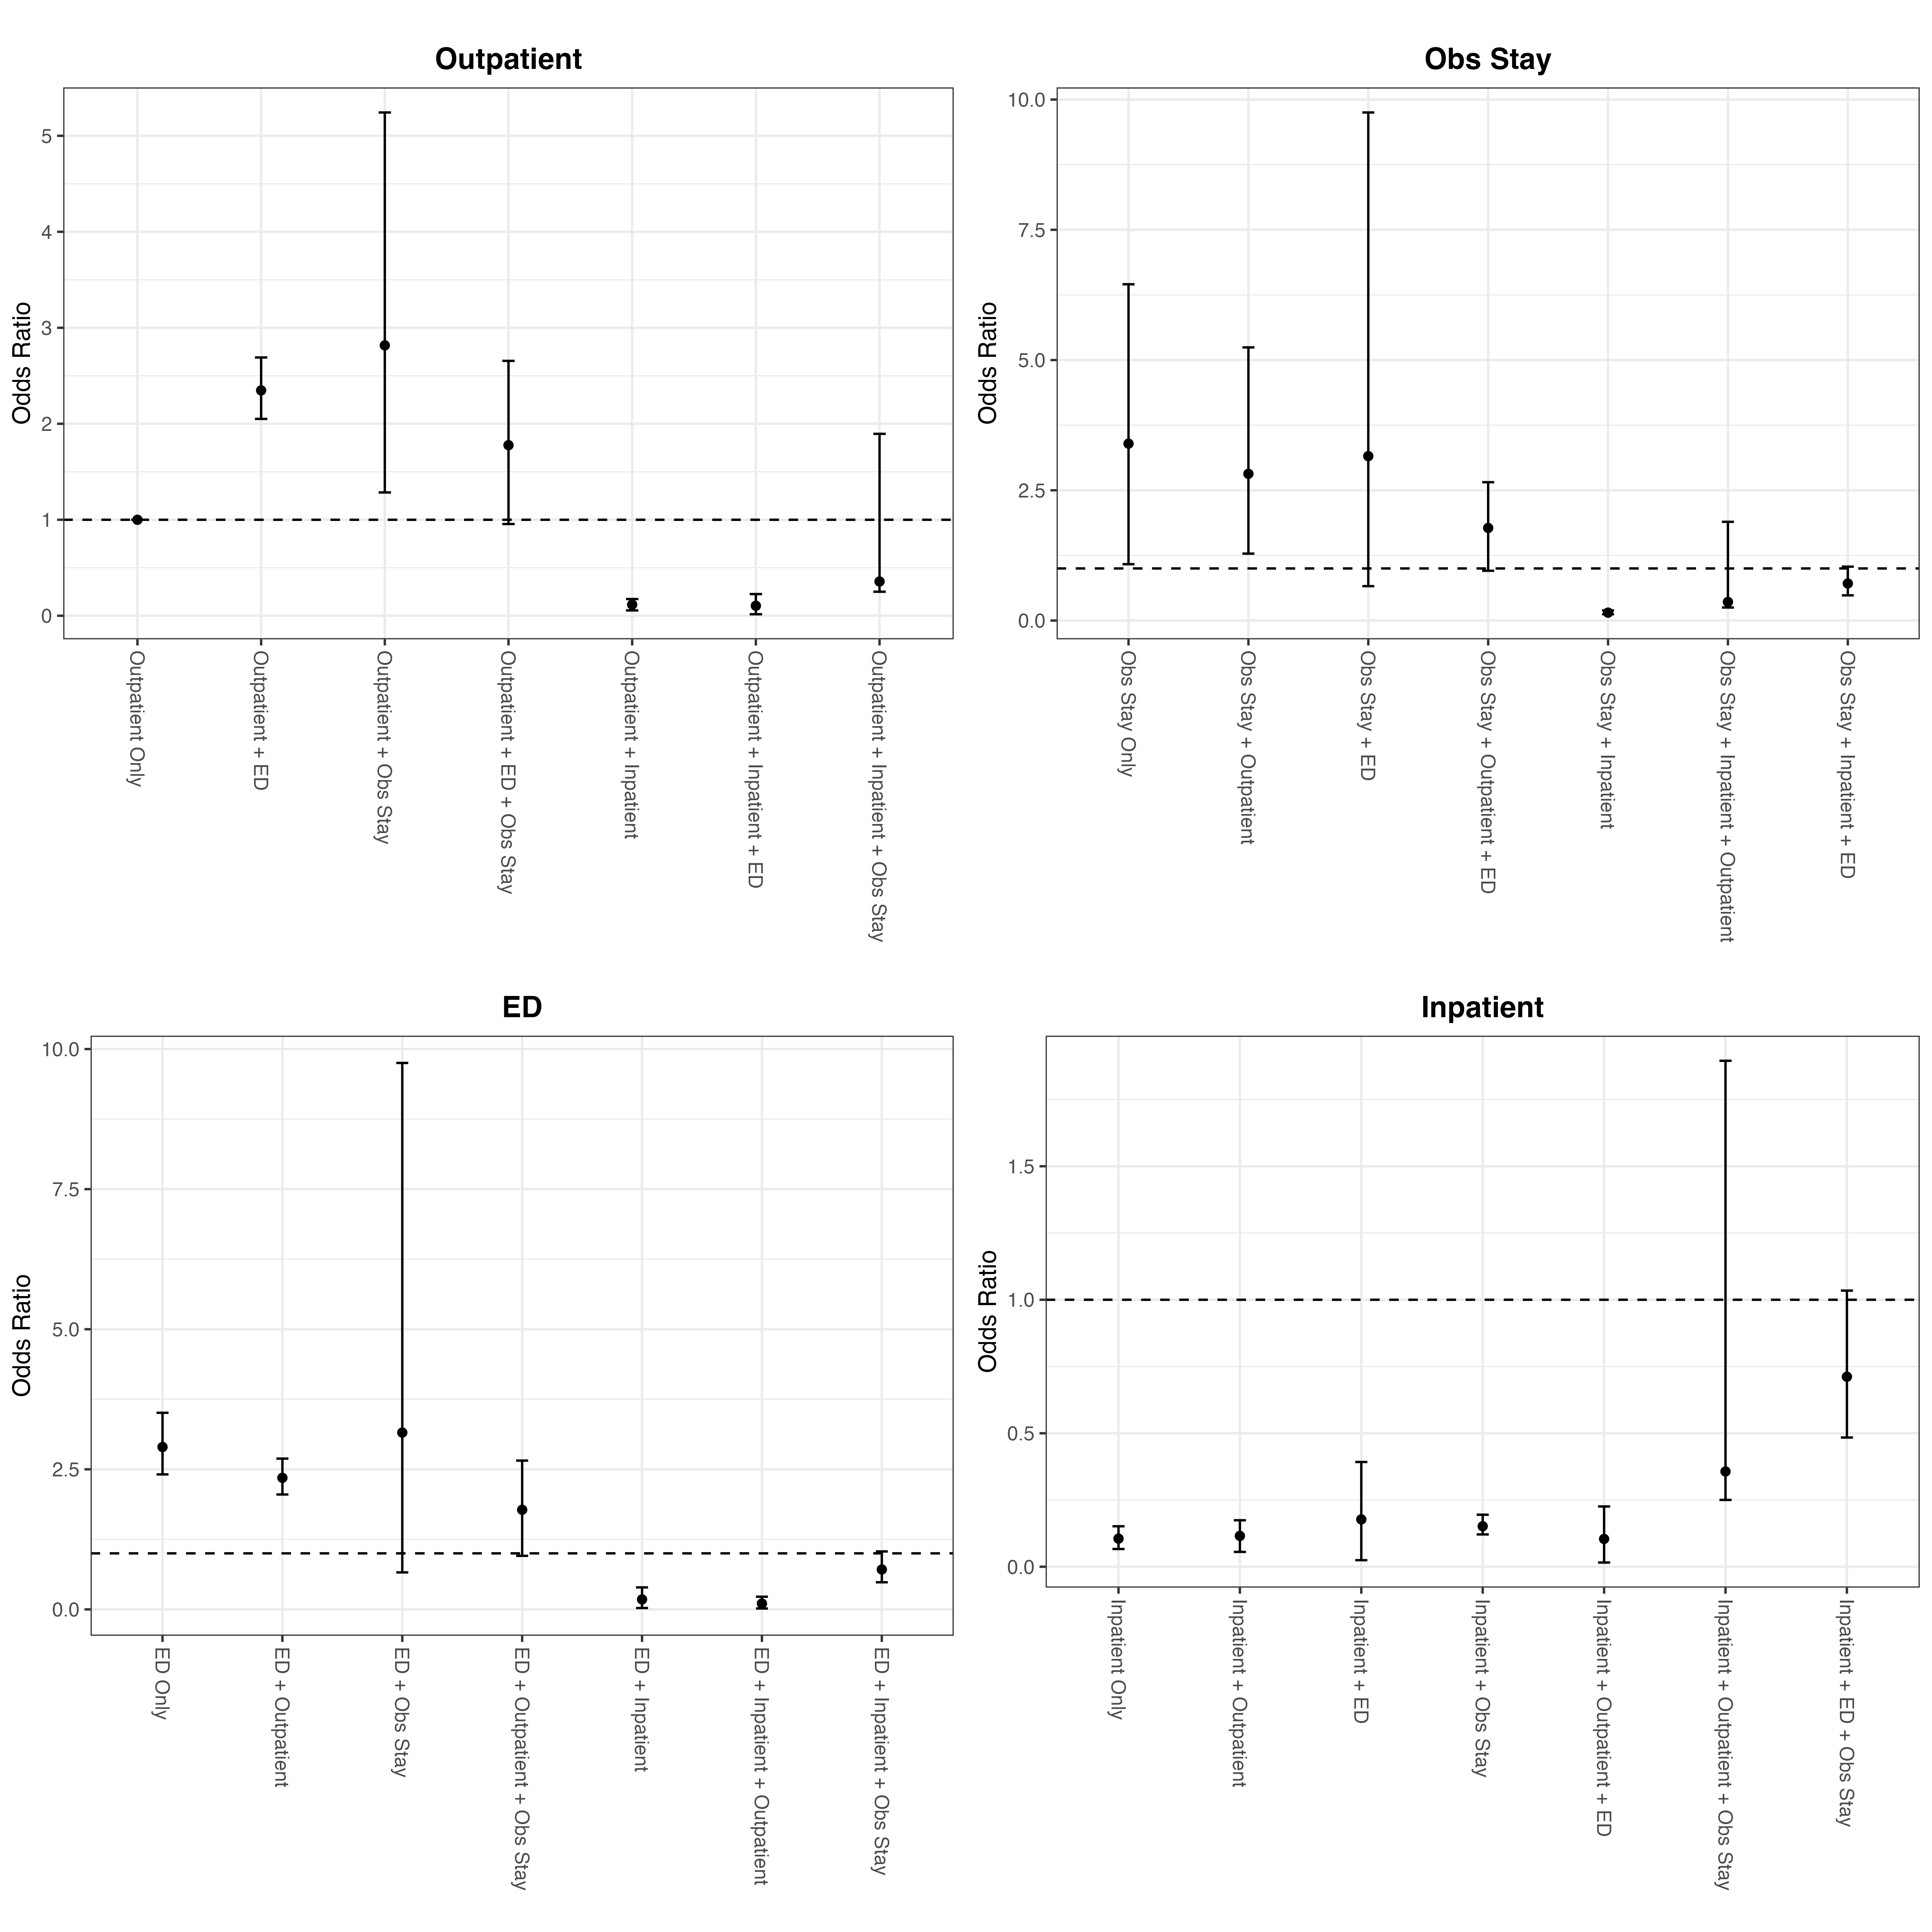 Outpatient
Odds Ratio
5
4
3
2
1
0
Outpatient Only
Outpatient + ED
Outpatient + Obs Stay
Outpatient + ED + Obs Stay
Outpatient + Inpatient
Outpatient + Inpatient + ED
Outpatient + Inpatient + Obs Stay
Obs Stay
Odds Ratio
10.0
7.5
5.0
2.5
0.0
Obs Stay Only
Obs Stay + Outpatient
Obs Stay + ED
Obs Stay + Outpatient + ED
Obs Stay + Inpatient
Obs Stay + Inpatient + Outpatient
Obs Stay + Inpatient + ED
ED
Odds Ratio
10.0
7.5
5.0
2.5
0.0
ED Only
ED + Outpatient
ED + Obs Stay
ED + Outpatient + Obs Stay
ED + Inpatient
ED + Inpatient + Outpatient
ED + Inpatient + Obs Stay
Inpatient
Odds Ratio
1.5
1.0
0.5
0.0
Inpatient Only
Inpatient + Outpatient
Inpatient + ED
Inpatient + Obs Stay
Inpatient + Outpatient + ED
Inpatient + Outpatient + Obs Stay
Inpatient + ED + Obs Stay